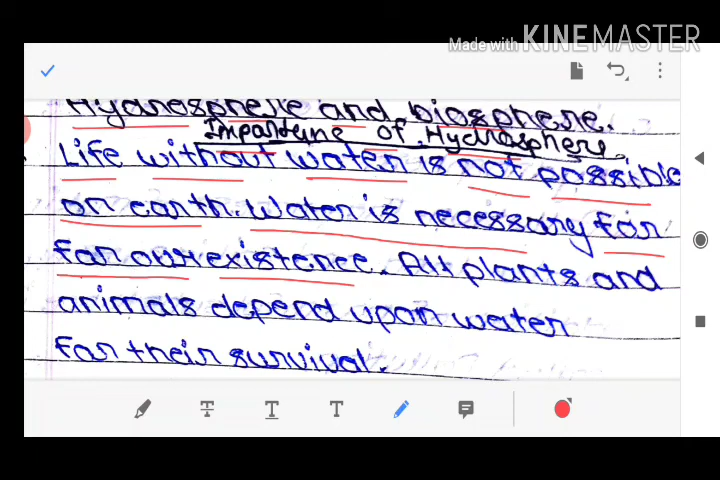 Made with KINEMASTER
Hydrosphere and biosphere.
Importane of Hydrosphere.
Life without water is not possible
on earth. Water is necessary for
for our existence. All plants and
animals depend upon water
for their survival.
T T T